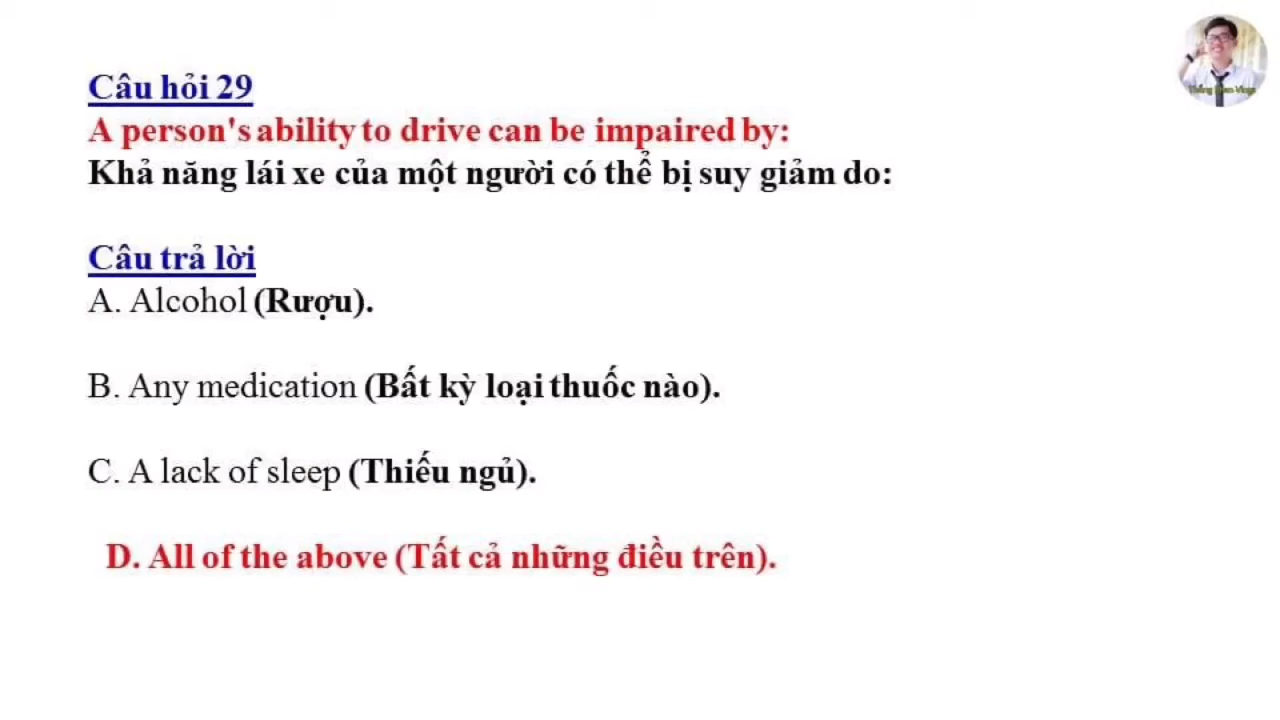 Câu hỏi 29
A person's ability to drive can be impaired by:
Khả năng lái xe của một người có thể bị suy giảm do:
Câu trả lời
A. Alcohol (Rượu).
B. Any medication (Bất kỳ loại thuốc nào).
C. A lack of sleep (Thiếu ngủ).
D. All of the above (Tất cả những điều trên).